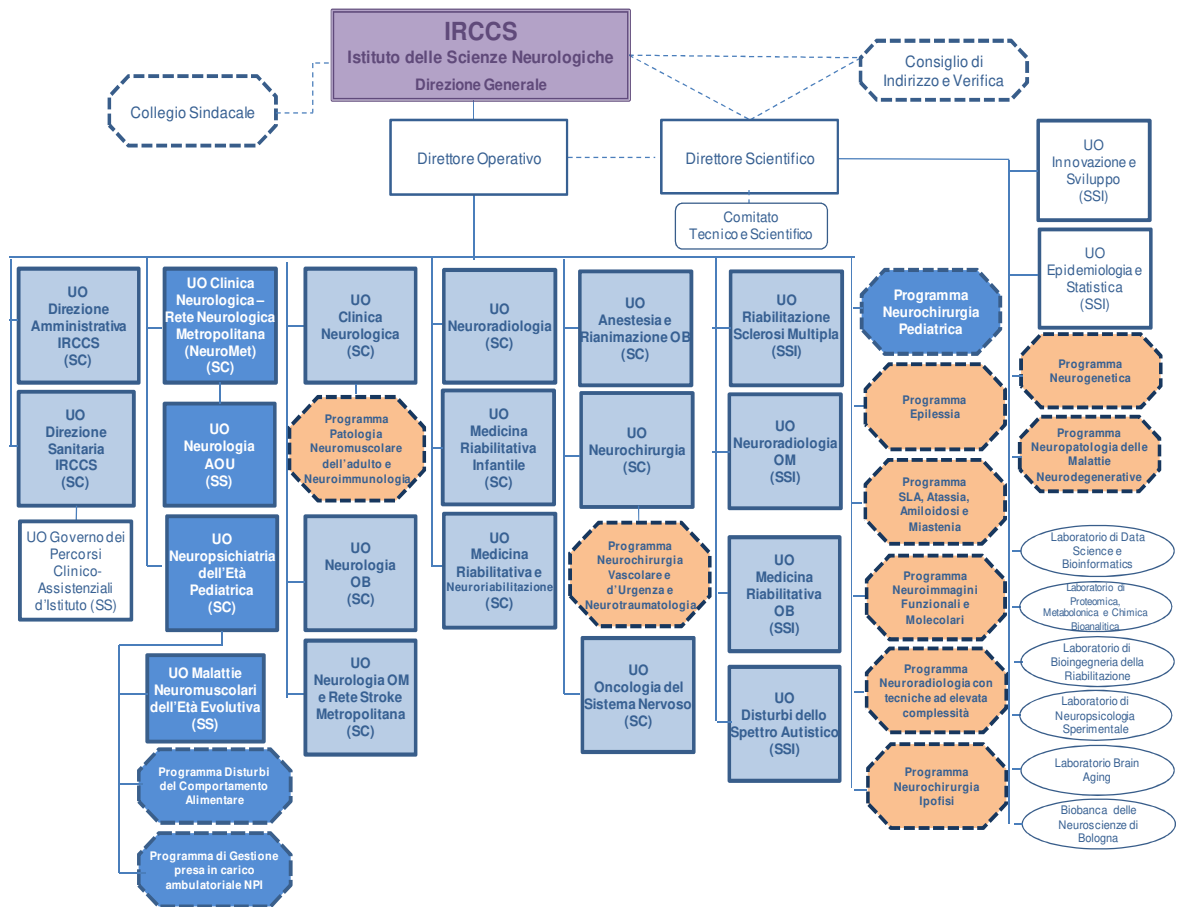 IRCCS
Istituto delle Scienze Neurologiche
Direzione Generale
Collegio Sindacale
Consiglio di
Indirizzo e Verifica
Direttore Operativo
Direttore Scientifico
Comitato
Tecnico e Scientifico
UO
Innovazione e
Sviluppo
(SSI)
UO
Epidemiologia e
Statistica
(SSI)
UO
Direzione
Amministrativa
IRCCS
(SC)
UO Clinica
Neurologica –
Rete Neurologica
Metropolitana
(NeuroMet)
(SC)
UO
Clinica
Neurologica
(SC)
UO
Neuroradiologia
(SC)
UO
Anestesia e
Rianimazione OB
(SC)
UO
Riabilitazione
Sclerosi Multipla
(SSI)
Programma
Neurochirurgia
Pediatrica
Programma
Neurogenetica
UO
Direzione
Sanitaria
IRCCS
(SC)
UO
Neurologia
AOU
(SS)
Programma
Patologia
Neuromuscolare
dell'adulto e
Neuroimmunologia
UO
Medicina
Riabilitativa
Infantile
(SC)
UO
Neurochirurgia
(SC)
UO
Neuroradiologia
OM
(SSI)
Programma
Epilessia
Programma
Neuropatologia delle
Malattie
Neurodegenerative
UO Governo dei
Percorsi
Clinico-
Assistenziali
d'Istituto (SS)
UO
Neuropsichiatria
dell'Età
Pediatrica
(SC)
UO
Neurologia
OB
(SC)
UO
Medicina
Riabilitativa e
Neuroriabilitazione
(SC)
Programma
Neurochirurgia
Vascolare e
d'Urgenza e
Neurotraumatologia
UO
Medicina
Riabilitativa
OB
(SSI)
Programma
SLA, Atassia,
Amiloidosi e
Miastenia
Programma
Neuroimmagini
Funzionali e
Molecolari
Laboratorio di Data
Science e
Bioinformatics
Laboratorio di
Proteomica,
Metabolonica e Chimica
Bioanalitica
UO Malattie
Neuromuscolari
dell'Età Evolutiva
(SS)
UO
Neurologia OM
e Rete Stroke
Metropolitana
(SC)
UO
Oncologia del
Sistema Nervoso
(SC)
UO
Disturbi dello
Spettro Autistico
(SSI)
Programma
Neuroradiologia con
tecniche ad elevata
complessità
Laboratorio di
Bioingegneria della
Riabilitazione
Laboratorio di
Neuropsicologia
Sperimentale
Programma Disturbi
del Comportamento
Alimentare
Programma
Neurochirurgia
Ipofisi
Laboratorio Brain
Aging
Biobanca delle
Neuroscienze di
Bologna
Programma di Gestione
presa in carico
ambulatoriale NPI